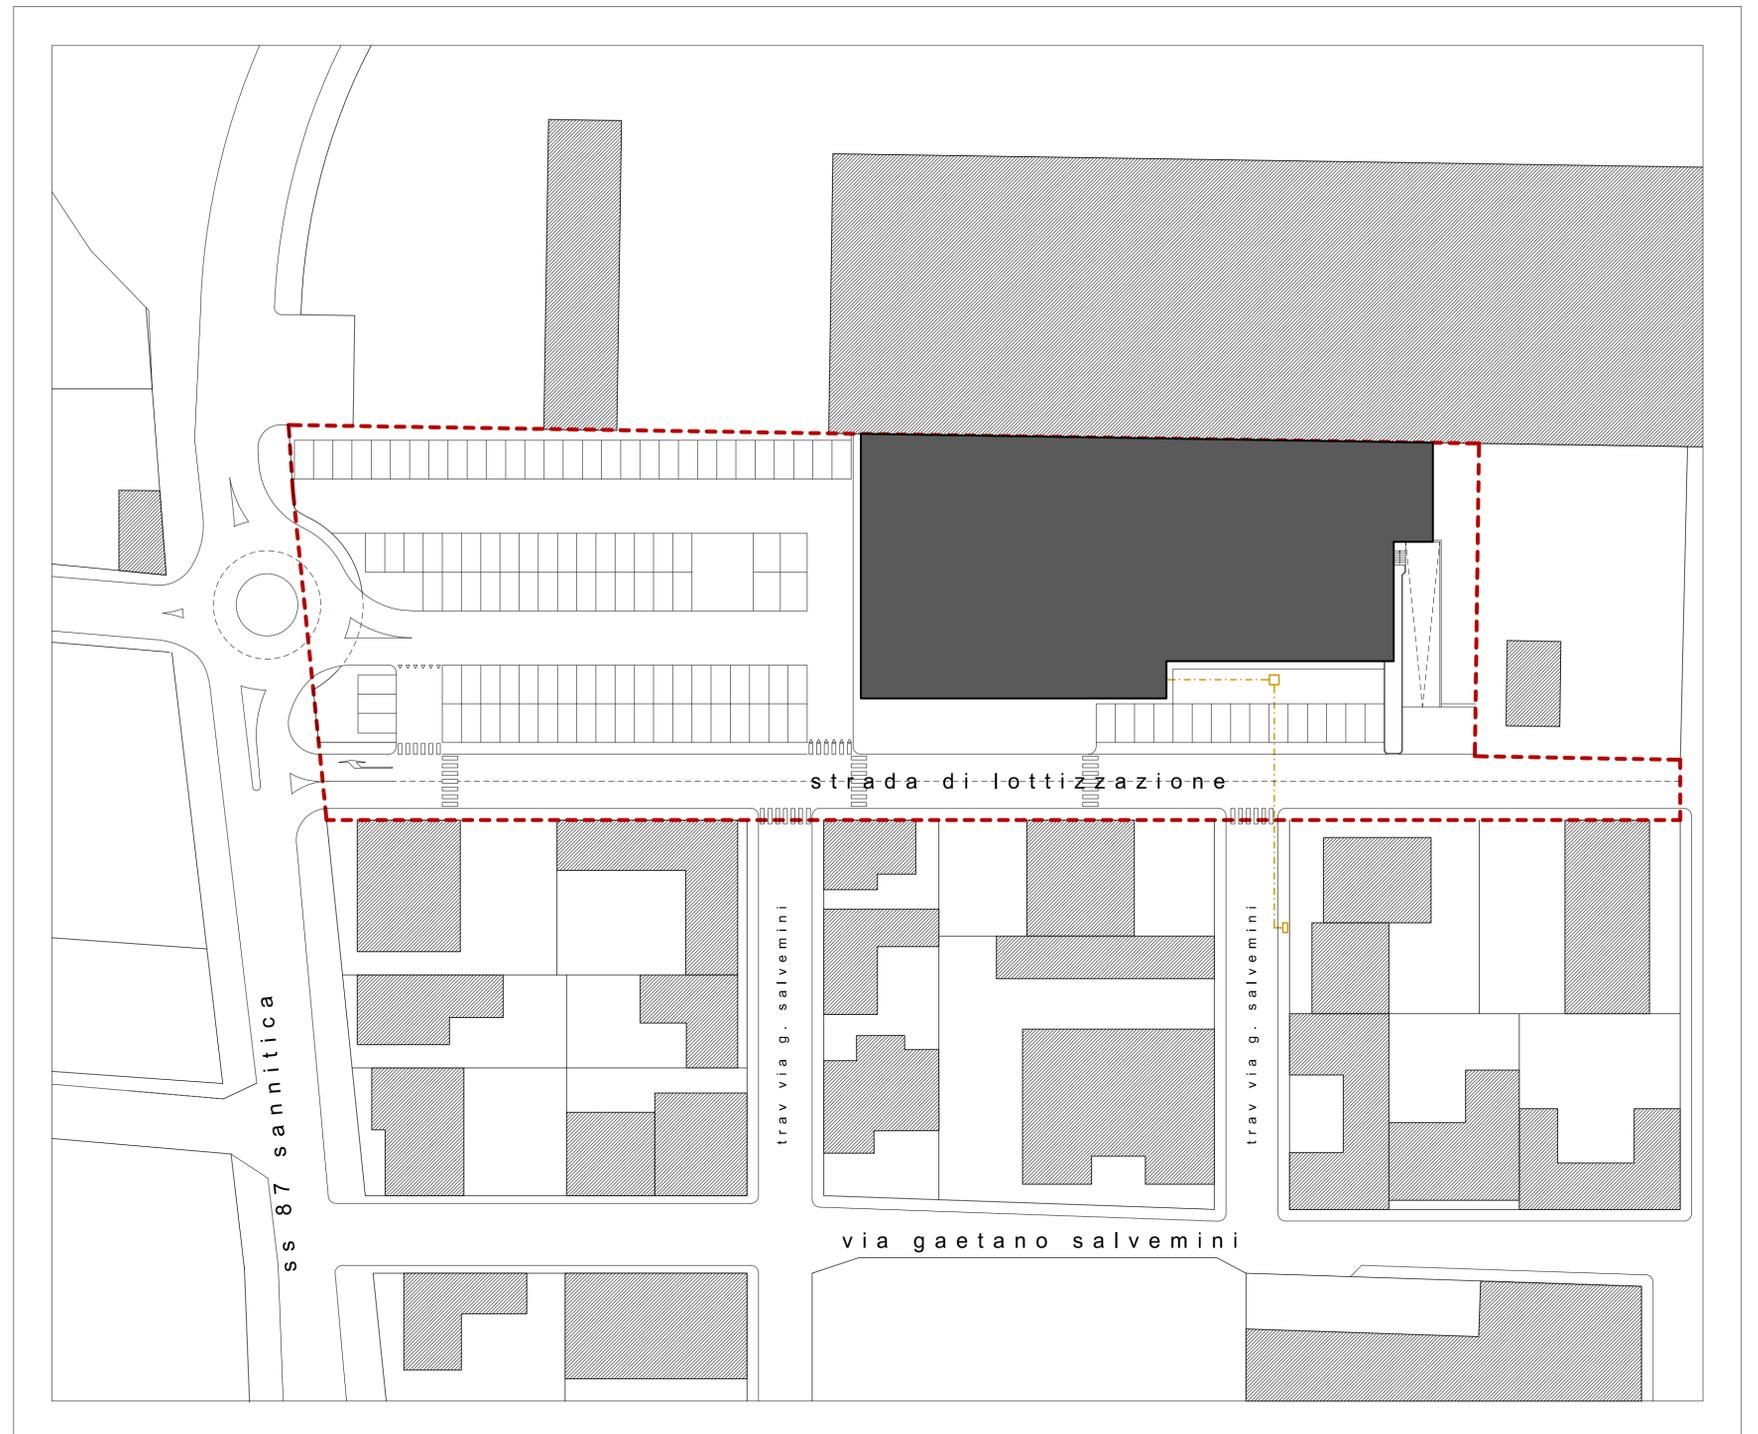 strada di lottizzazione
trav via g. salvemini
trav via g. salvemini
ss 87 sannitica
via gaetano salvemini